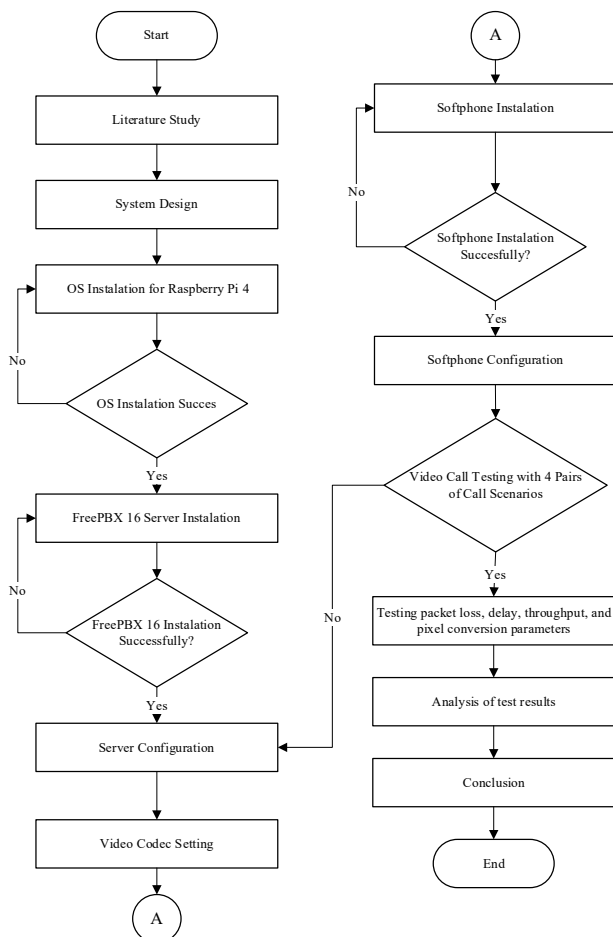 Start
Literature Study
System Design
OS Instalation for Raspberry Pi 4
No
OS Instalation Succes
Yes
FreePBX 16 Server Instalation
No
FreePBX 16 Instalation
Successfully?
Yes
Server Configuration
Video Codec Setting
A
A
Softphone Instalation
No
Softphone Instalation
Succesfully?
Yes
Softphone Configuration
Video Call Testing with 4 Pairs
of Call Scenarios
No
Yes
Testing packet loss, delay, throughput, and
pixel conversion parameters
Analysis of test results
Conclusion
End